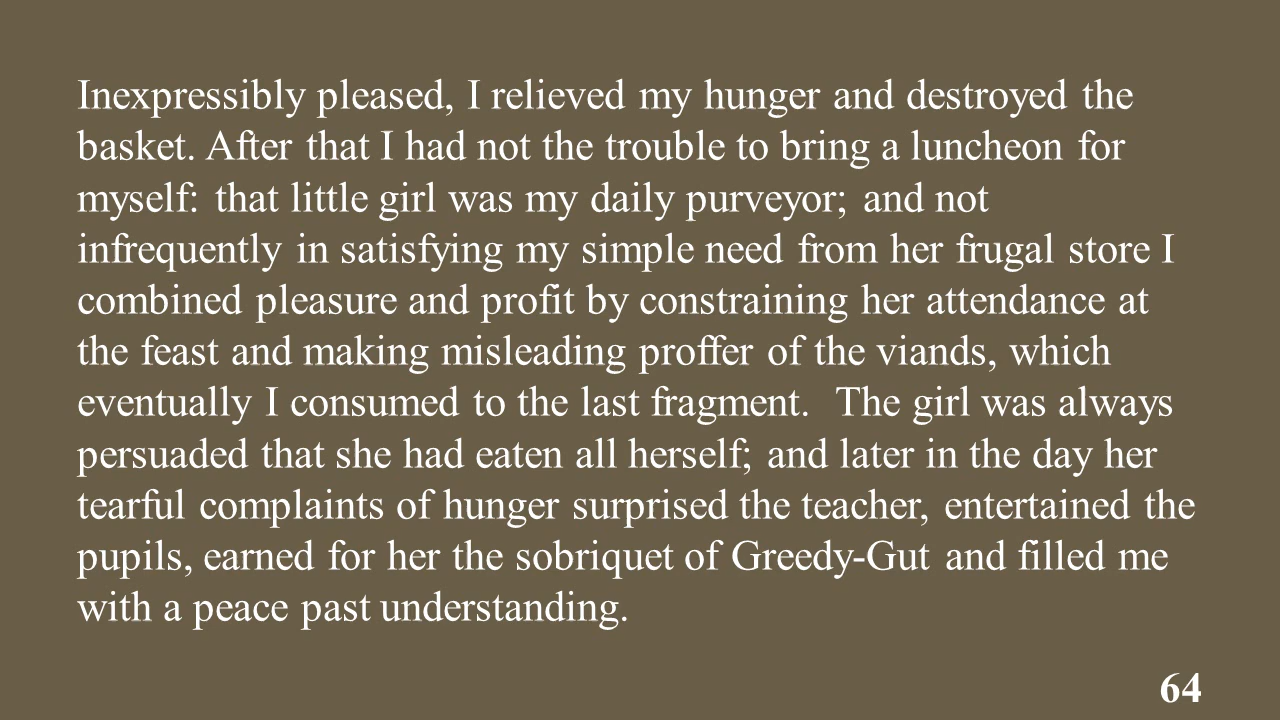 Inexpressibly pleased, I relieved my hunger and destroyed the
basket. After that I had not the trouble to bring a luncheon for
myself: that little girl was my daily purveyor; and not
infrequently in satisfying my simple need from her frugal store I
combined pleasure and profit by constraining her attendance at
the feast and making misleading proffer of the viands, which
eventually I consumed to the last fragment.  The girl was always
persuaded that she had eaten all herself; and later in the day her
tearful complaints of hunger surprised the teacher, entertained the
pupils, earned for her the sobriquet of Greedy-Gut and filled me
with a peace past understanding.
64